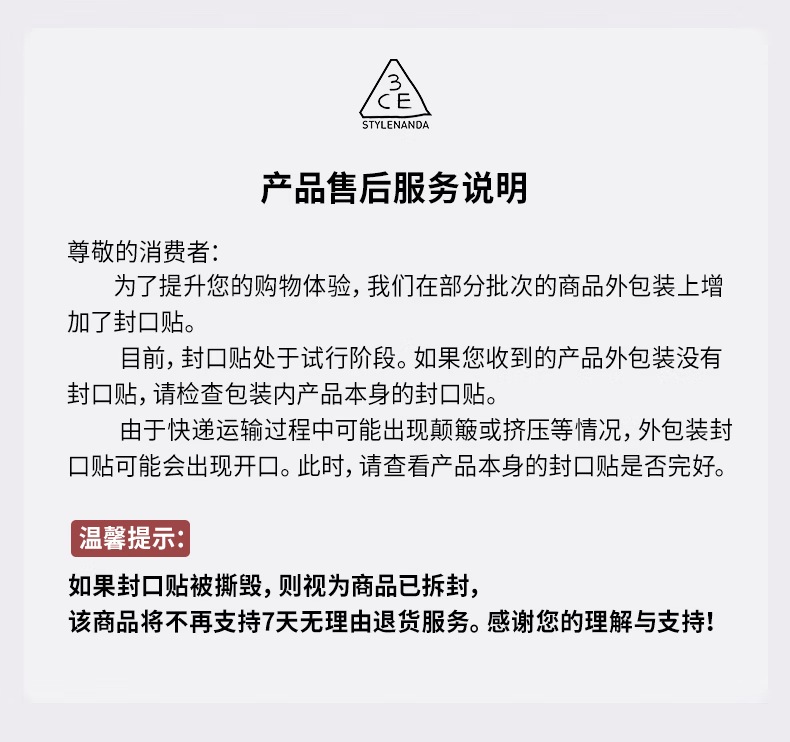 3
CE
STYLENANDA
产品售后服务说明
尊敬的消费者：
为了提升您的购物体验，我们在部分批次的商品外包装上增
加了封口贴。
目前，封口贴处于试行阶段。如果您收到的产品外包装没有
封口贴，请检查包装内产品本身的封口贴。
由于快递运输过程中可能出现颠簸或挤压等情况，外包装封
口贴可能会出现开口。此时，请查看产品本身的封口贴是否完好。
温馨提示：
如果封口贴被撕毁，则视为商品已拆封，
该商品将不再支持7天无理由退货服务。感谢您的理解与支持！